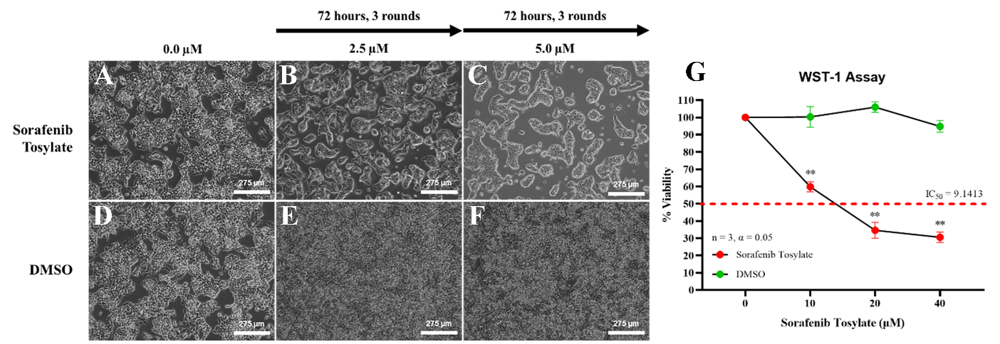 72 hours, 3 rounds
72 hours, 3 rounds
0.0 µM
2.5 µM
5.0 µM
Sorafenib
Tosylate
A
275 µm
B
275 µm
C
275 µm
DMSO
D
275 µm
E
275 µm
F
275 µm
G
WST-1 Assay
% Viability
110
100
90
80
70
60
50
40
30
20
10
0
**
**
**
IC50 = 9.1413
n = 3, α = 0.05
Sorafenib Tosylate
DMSO
0
10
20
40
Sorafenib Tosylate (µM)